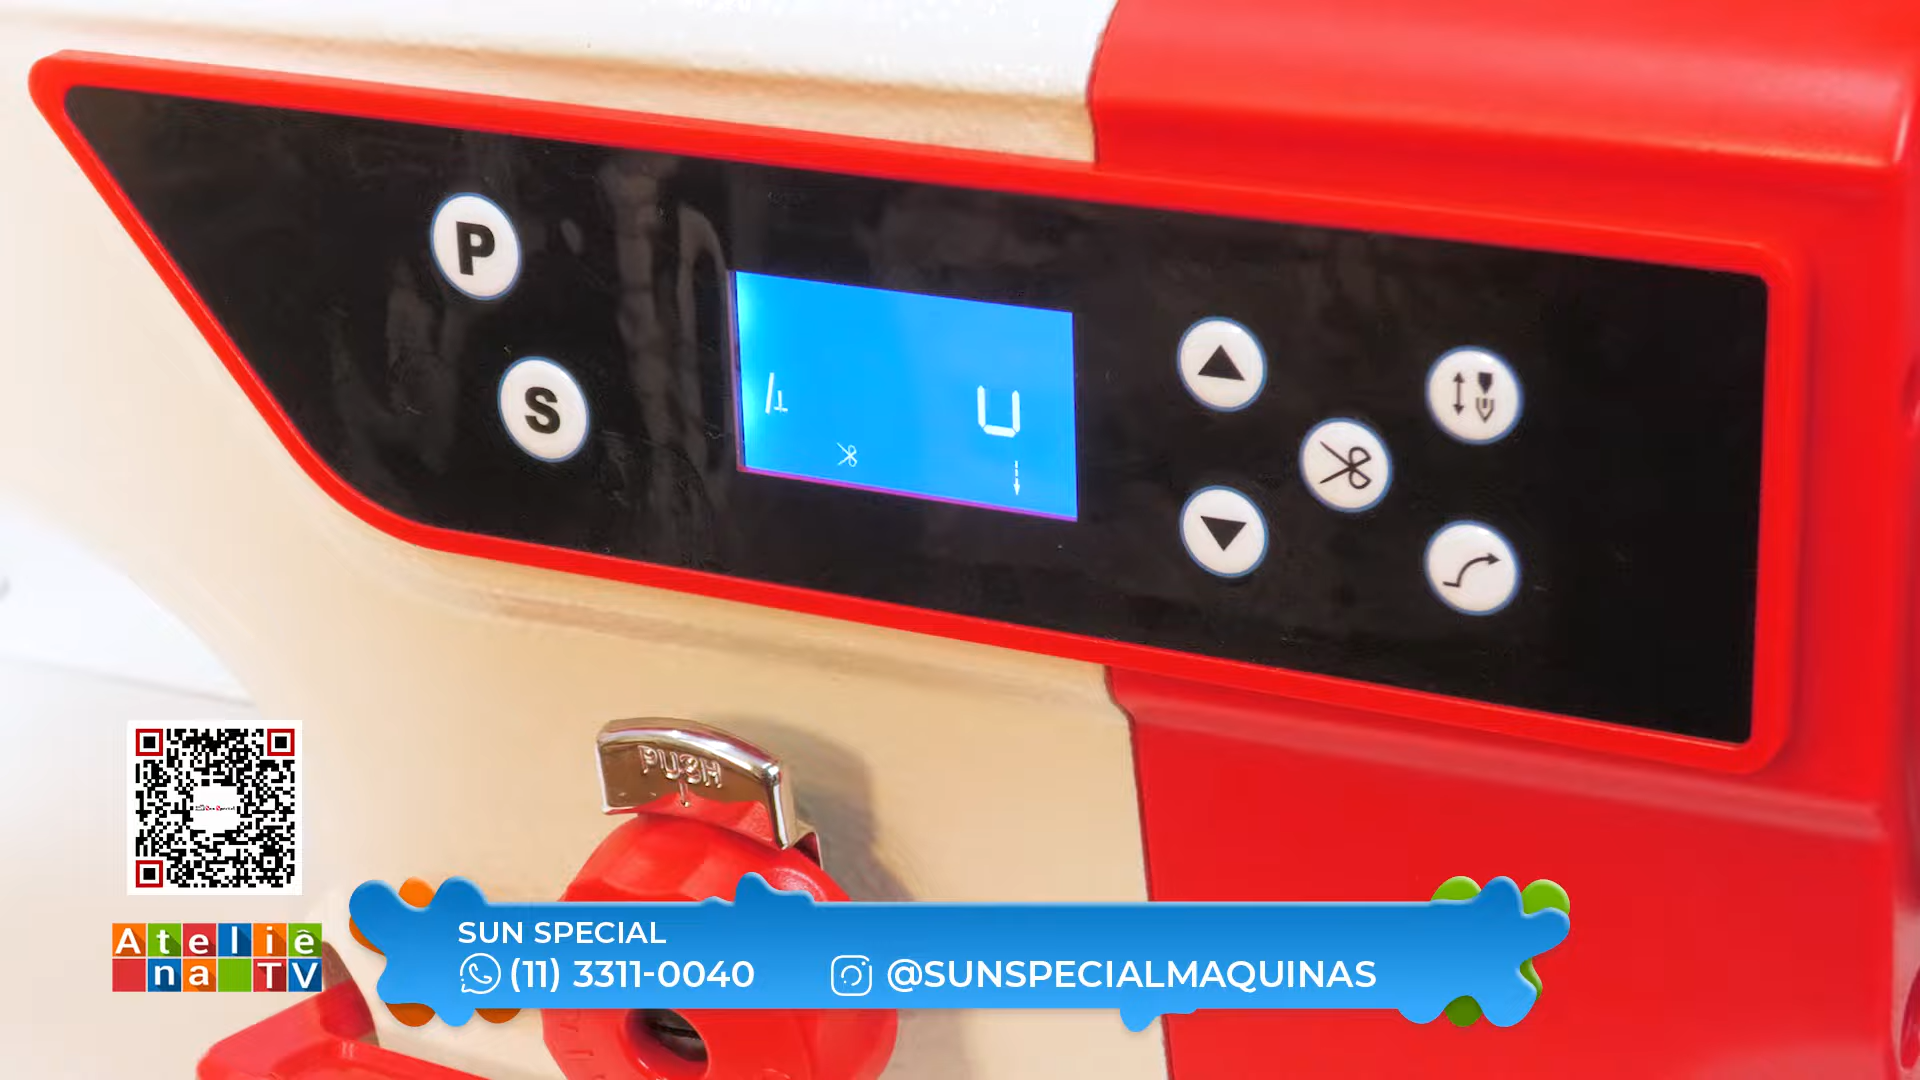 P
S
U
PUSH
Ateliê
na TV
SUN SPECIAL
(11) 3311-0040
@SUNSPECIALMAQUINAS